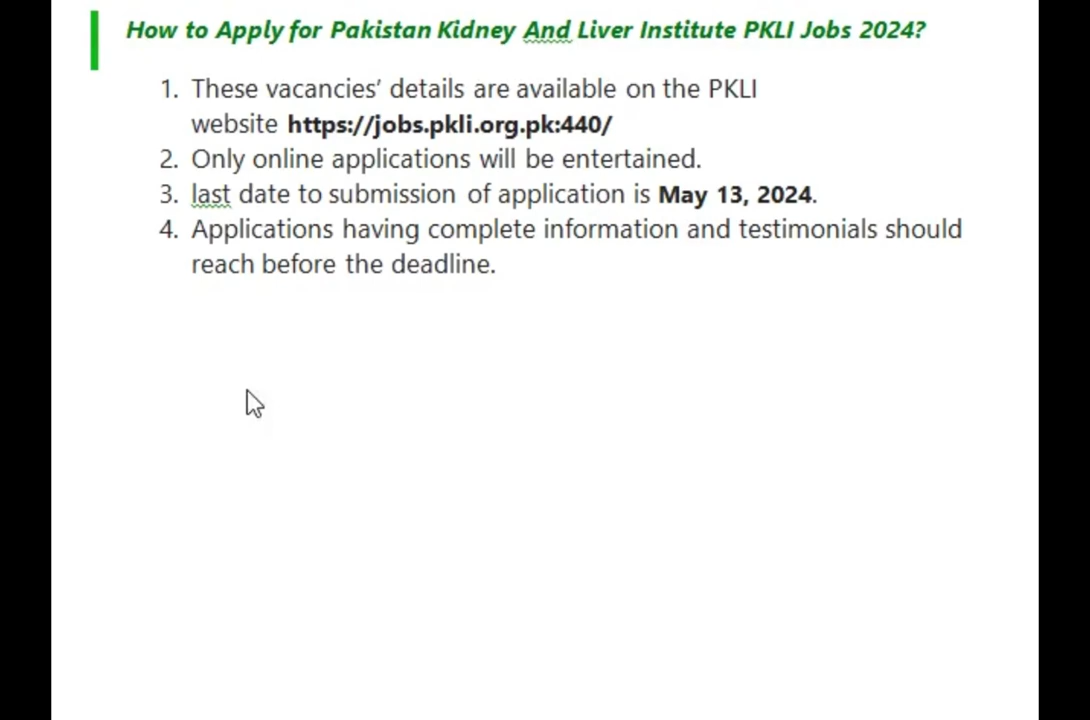 How to Apply for Pakistan Kidney And Liver Institute PKLI Jobs 2024?
1. These vacancies' details are available on the PKLI
website https://jobs.pkli.org.pk:440/
2. Only online applications will be entertained.
3. last date to submission of application is May 13, 2024.
4. Applications having complete information and testimonials should
reach before the deadline.